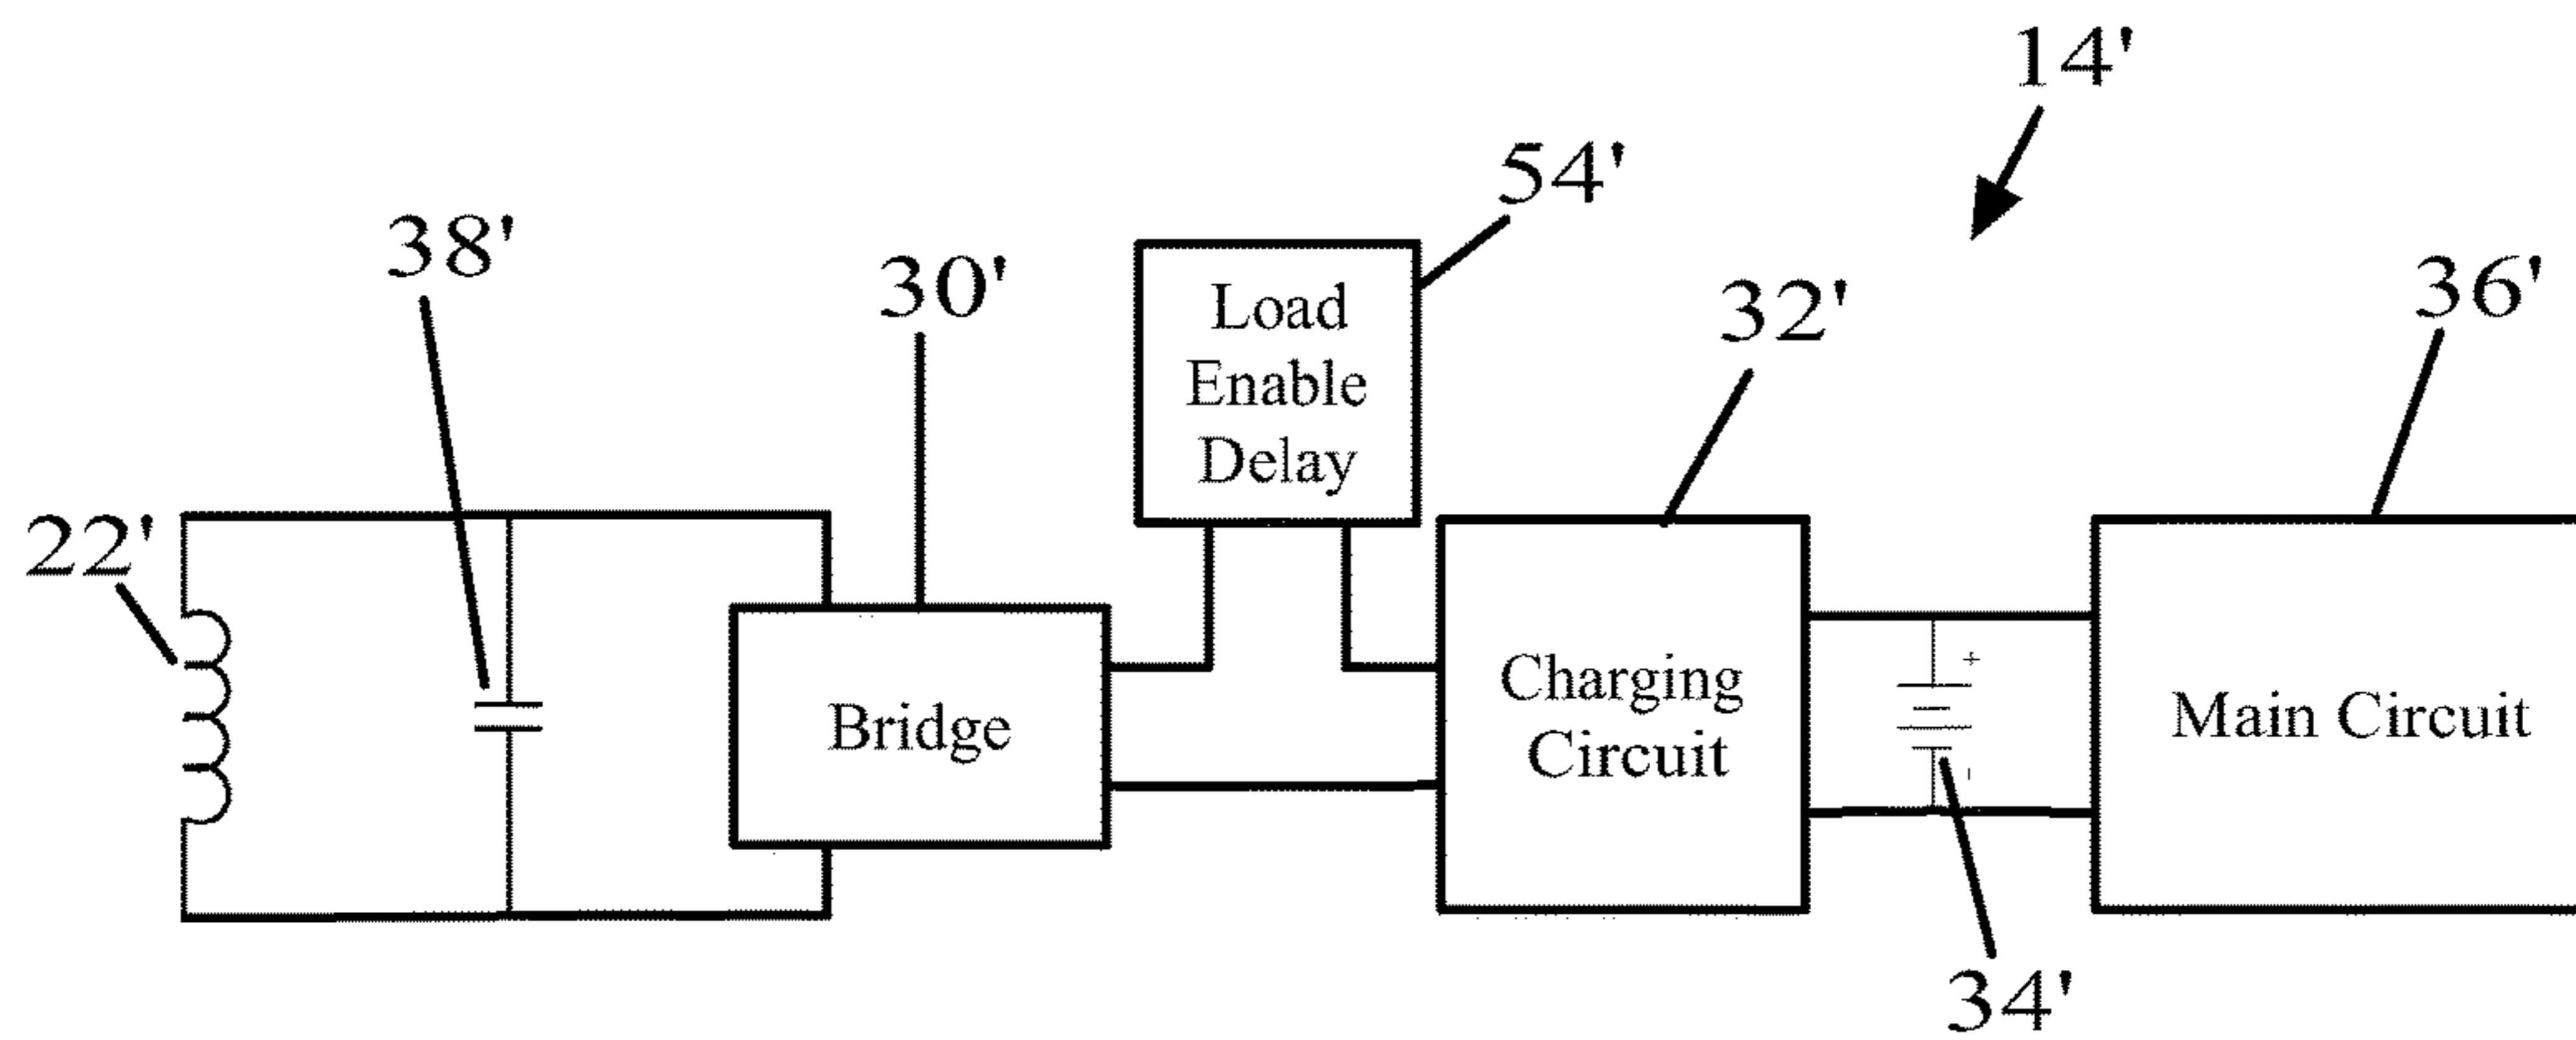 14'
54'
38'
30'
32'
36'
Load
Enable
Delay
22'
Charging
Circuit
Bridge
Main Circuit
+
-
34'